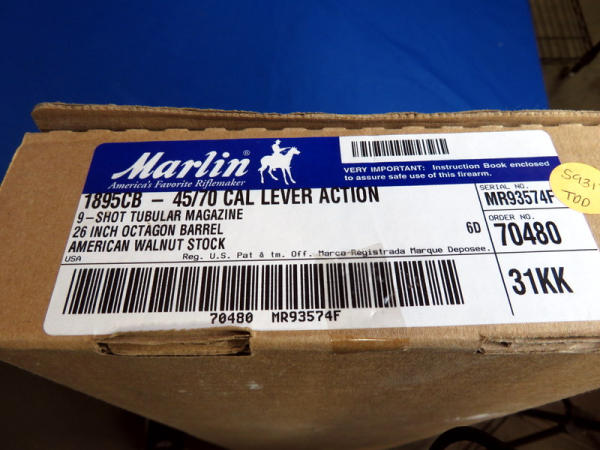 Marlin
America's Favorite Riflemaker
VERY IMPORTANT: Instruction Book enclosed
to assure safe use of this firearm.
1895CB - 45/70 CAL LEVER ACTION
9-SHOT TUBULAR MAGAZINE
26 INCH OCTAGON BARREL 6D
AMERICAN WALNUT STOCK
USA Reg. U.S. Pat & tm. Off. Marca Registrada Marque Deposee.
70480 MR93574F
SERIAL NO.
MR93574F
ORDER NO.
70480
31KK
TOD